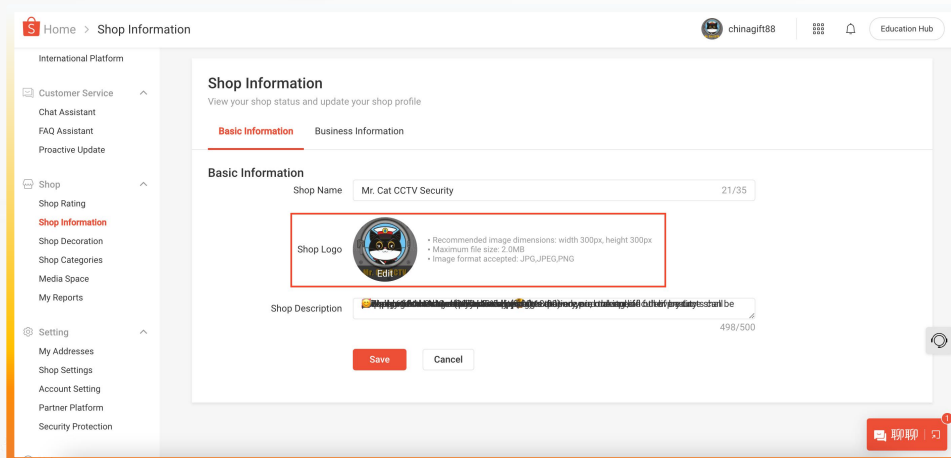 Home > Shop Information
chinagift88
Education Hub
International Platform
Customer Service
Chat Assistant
FAQ Assistant
Proactive Update
Shop
Shop Rating
Shop Information
Shop Decoration
Shop Categories
Media Space
My Reports
Setting
My Addresses
Shop Settings
Account Setting
Partner Platform
Security Protection
Shop Information
View your shop status and update your shop profile
Basic Information
Business Information
Basic Information
Shop Name
Mr. Cat CCTV Security
21/35
Shop Logo
Edit
• Recommended image dimensions: width 300px, height 300px
• Maximum file size: 2.0MB
• Image format accepted: JPG,JPEG,PNG
Shop Description
shall be
498/500
Save
Cancel
聊聊
1